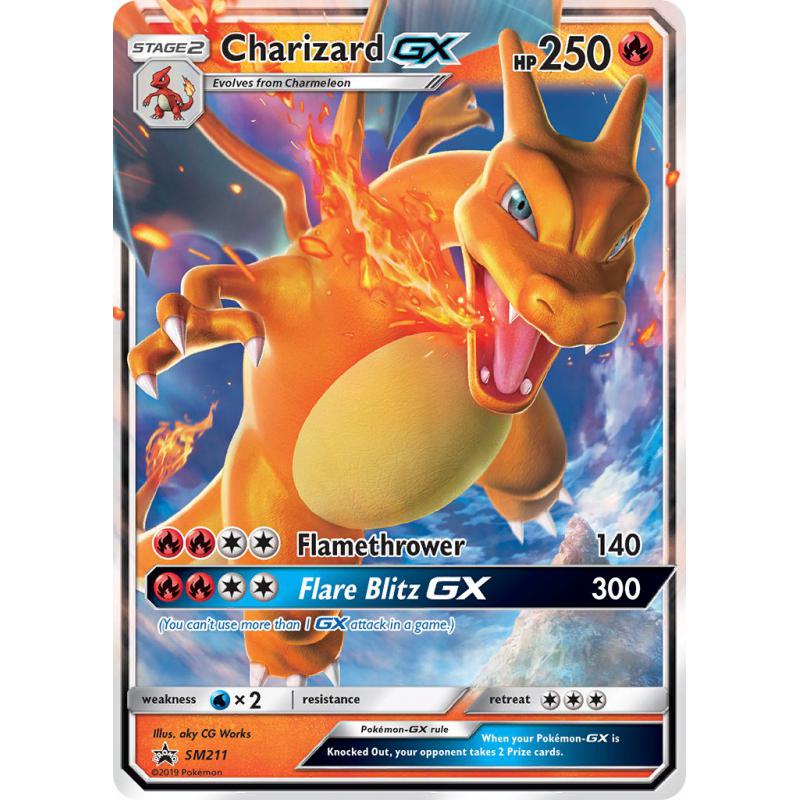 STAGE2 Charizard GX HP250
Evolves from Charmeleon
Flamethrower 140
Flare Blitz GX 300
(You can't use more than 1 GX attack in a game.)
weakness ×2 resistance retreat
Illus. aky CG Works
Pokémon-GX rule
When your Pokémon-GX is
Knocked Out, your opponent takes 2 Prize cards.
PROMO SM211
©2019 Pokémon